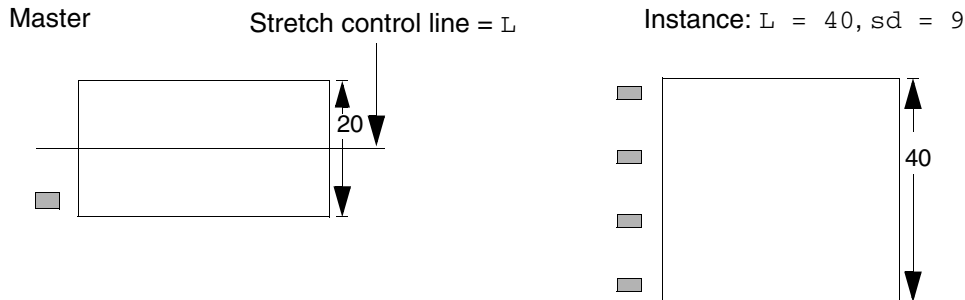 Master
Stretch control line = L
Instance: L = 40, sd = 9
20
40